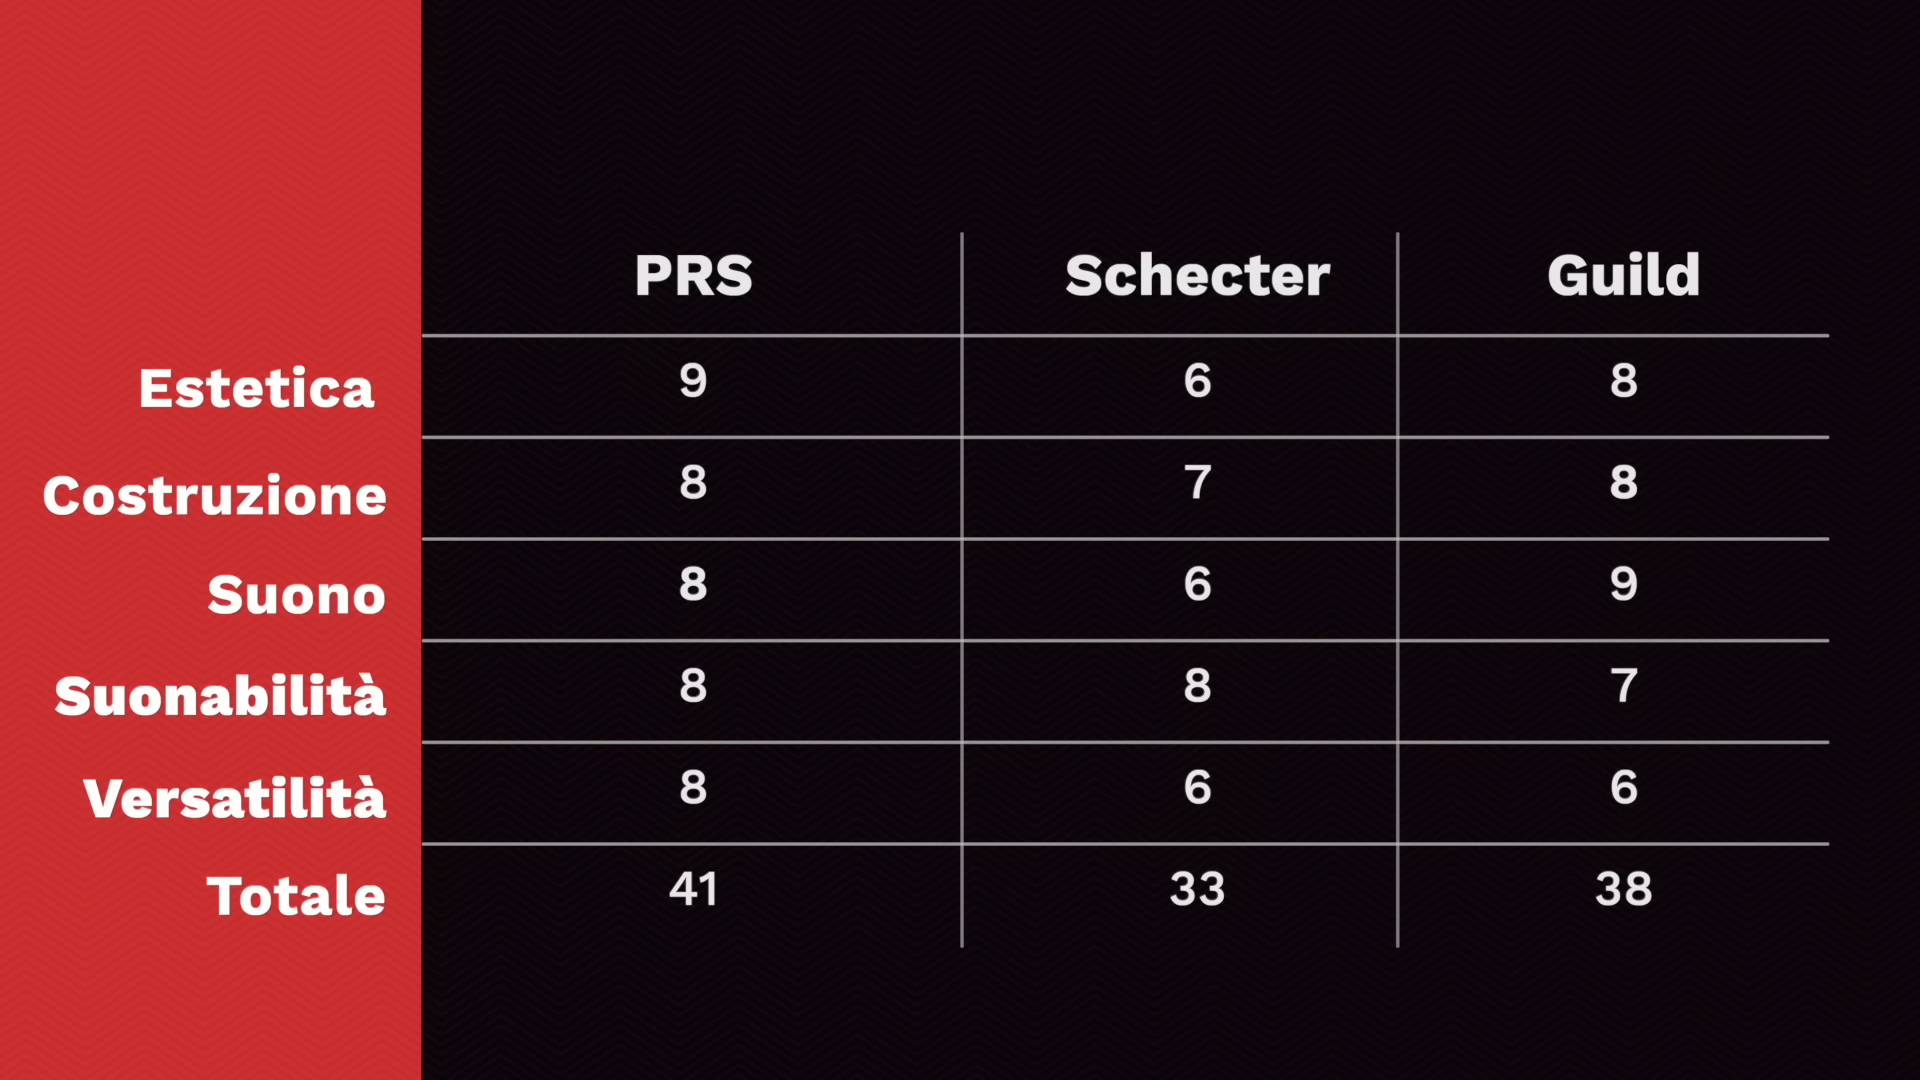 PRS Schecter Guild
Estetica 9 6 8
Costruzione 8 7 8
Suono 8 6 9
Suonabilità 8 8 7
Versatilità 8 6 6
Totale 41 33 38